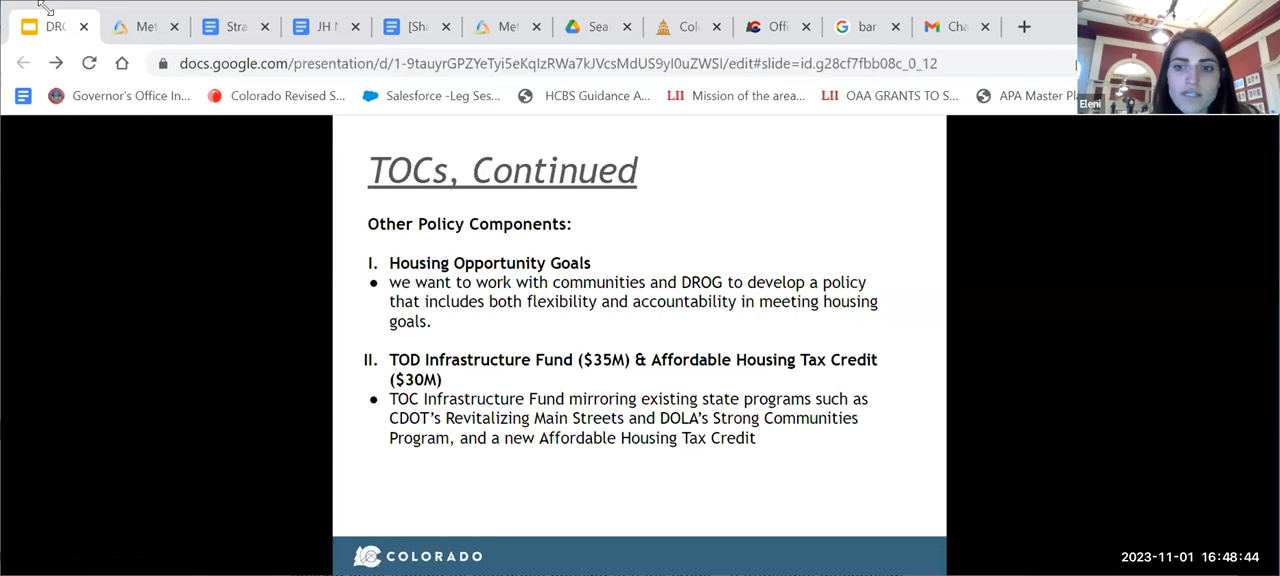 DRC
Met
Stra
JH N
[Sha
Met
Sea
Col
Offi
bar
Cha
docs.google.com/presentation/d/1-9tauyrGPZYeTyi5eKqIzRWa7kJVcsMdUS9yI0uZWSI/edit#slide=id.g28cf7fbb08c_0_12
Governor's Office In...
Colorado Revised S...
Salesforce -Leg Ses...
HCBS Guidance A...
LII Mission of the area...
LII OAA GRANTS TO S...
APA Master Pl
Eleni
TOCs, Continued
Other Policy Components:
I. Housing Opportunity Goals
● we want to work with communities and DROG to develop a policy
that includes both flexibility and accountability in meeting housing
goals.
II. TOD Infrastructure Fund ($35M) & Affordable Housing Tax Credit
($30M)
● TOC Infrastructure Fund mirroring existing state programs such as
CDOT's Revitalizing Main Streets and DOLA's Strong Communities
Program, and a new Affordable Housing Tax Credit
COLORADO
2023-11-01 16:48:44